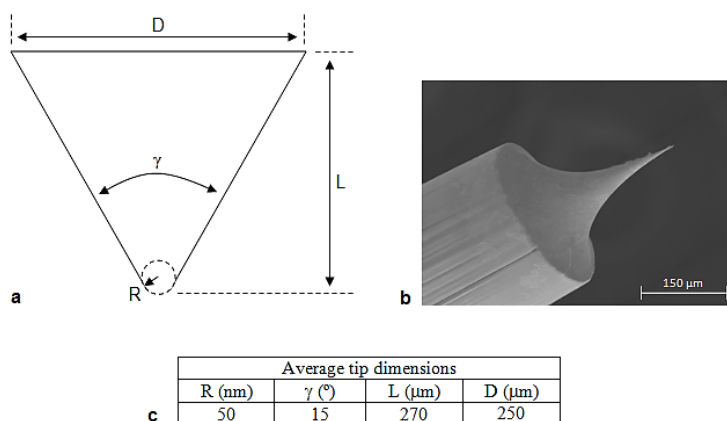 D
γ
L
R
a
b
150 µm
Average tip dimensions
R (nm) γ (º) L (µm) D (µm)
50 15 270 250
c